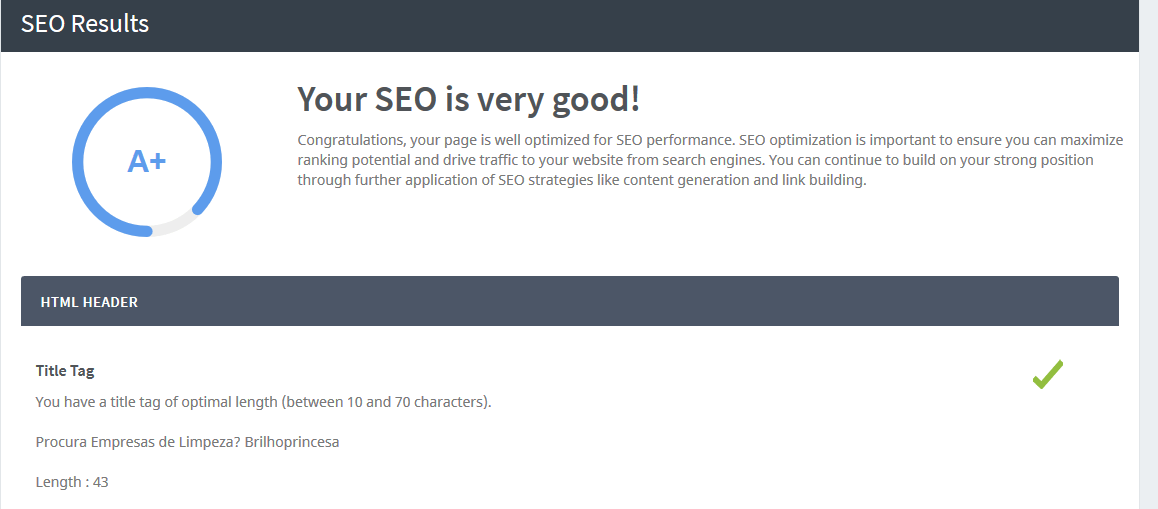 SEO Results
A+
Your SEO is very good!
Congratulations, your page is well optimized for SEO performance. SEO optimization is important to ensure you can maximize
ranking potential and drive traffic to your website from search engines. You can continue to build on your strong position
through further application of SEO strategies like content generation and link building.
HTML HEADER
Title Tag
You have a title tag of optimal length (between 10 and 70 characters).
Procura Empresas de Limpeza? Brilhoprincesa
Length : 43